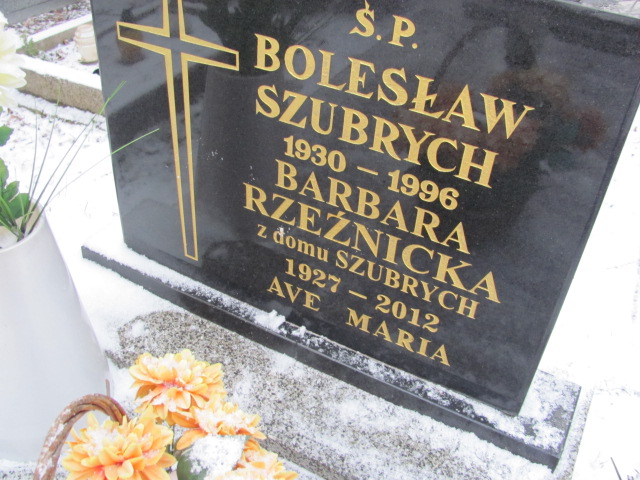 Ś.P.
BOLESŁAW
SZUBRYCH
1930 – 1996
BARBARA
RZEŹNICKA
z domu SZUBRYCH
1927 – 2012
AVE MARIA